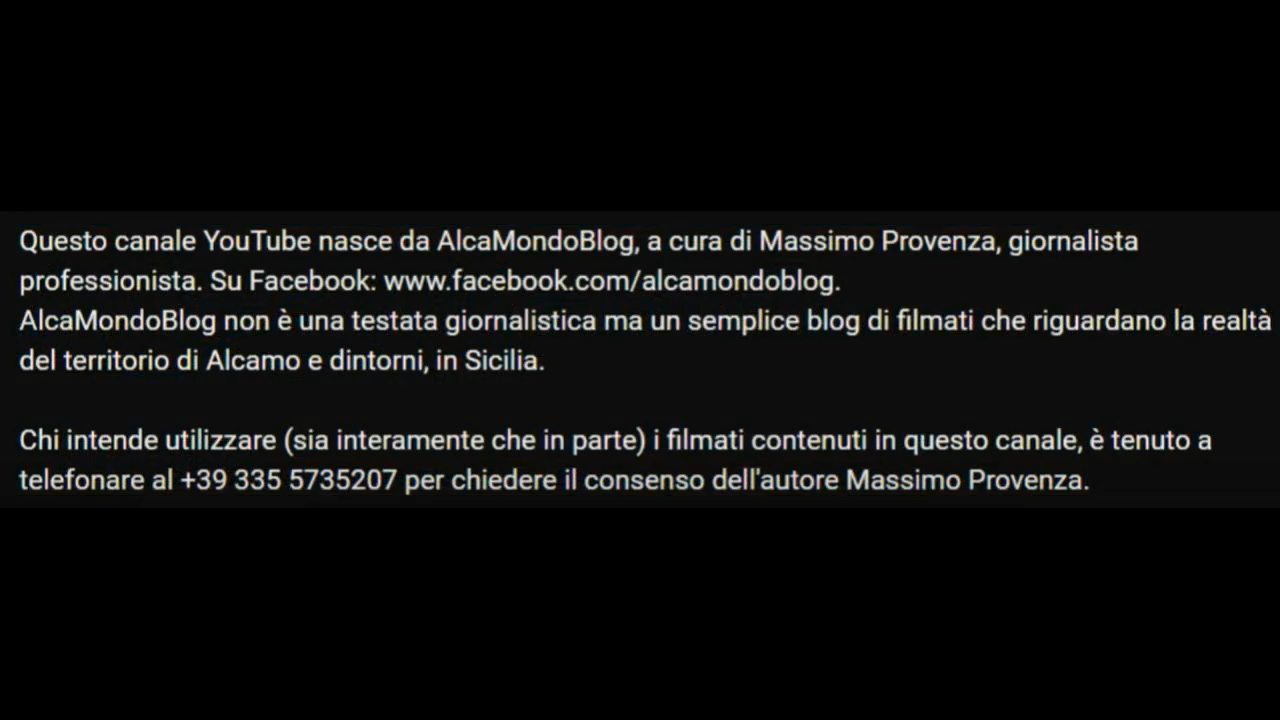 Questo canale YouTube nasce da AlcaMondoBlog, a cura di Massimo Provenza, giornalista
professionista. Su Facebook: www.facebook.com/alcamondoblog.
AlcaMondoBlog non è una testata giornalistica ma un semplice blog di filmati che riguardano la realtà
del territorio di Alcamo e dintorni, in Sicilia.
Chi intende utilizzare (sia interamente che in parte) i filmati contenuti in questo canale, è tenuto a
telefonare al +39 335 5735207 per chiedere il consenso dell'autore Massimo Provenza.